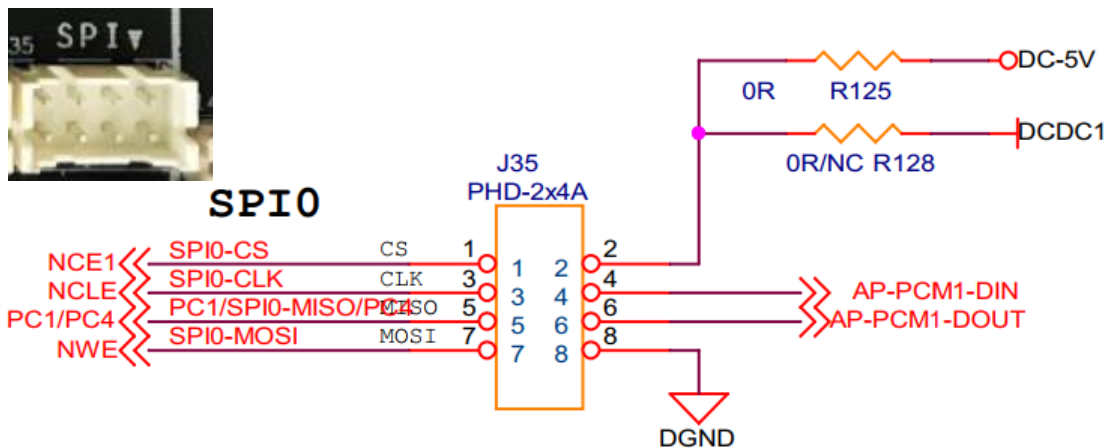 35 SPI▼
DC-5V
0R R125
DCDC1
0R/NC R128
J35
PHD-2x4A
SPI0
NCE1 SPI0-CS CS 1 1 2 2
NCLE SPI0-CLK CLK 3 3 4 4 AP-PCM1-DIN
PC1/PC4 PC1/SPI0-MISO/PC4 MISO 5 5 6 6 AP-PCM1-DOUT
NWE SPI0-MOSI MOSI 7 7 8 8
DGND